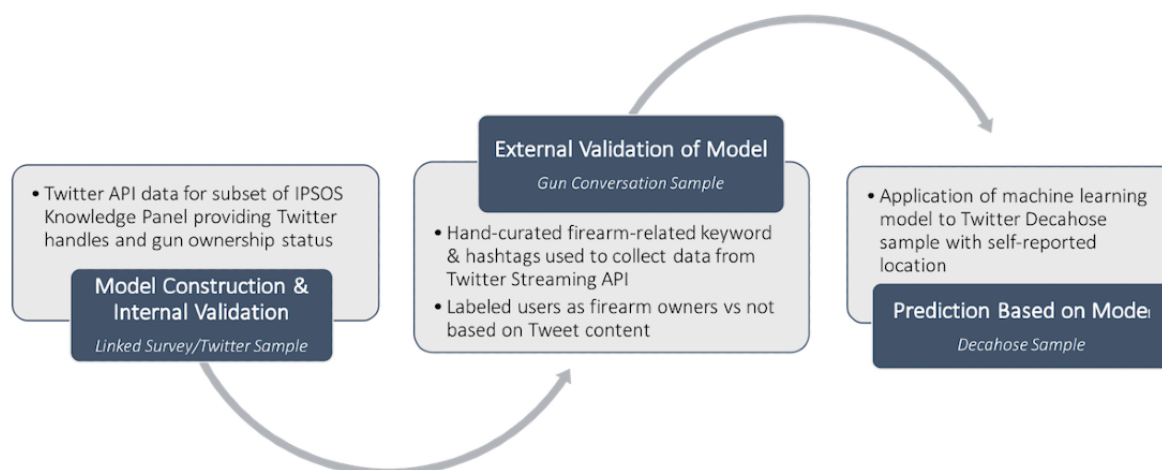 • Twitter API data for subset of IPSOS
Knowledge Panel providing Twitter
handles and gun ownership status
Model Construction &
Internal Validation
Linked Survey/Twitter Sample
External Validation of Model
Gun Conversation Sample
• Hand-curated firearm-related keyword
& hashtags used to collect data from
Twitter Streaming API
• Labeled users as firearm owners vs not
based on Tweet content
• Application of machine learning
model to Twitter Decahose
sample with self-reported
location
Prediction Based on Model
Decahose Sample